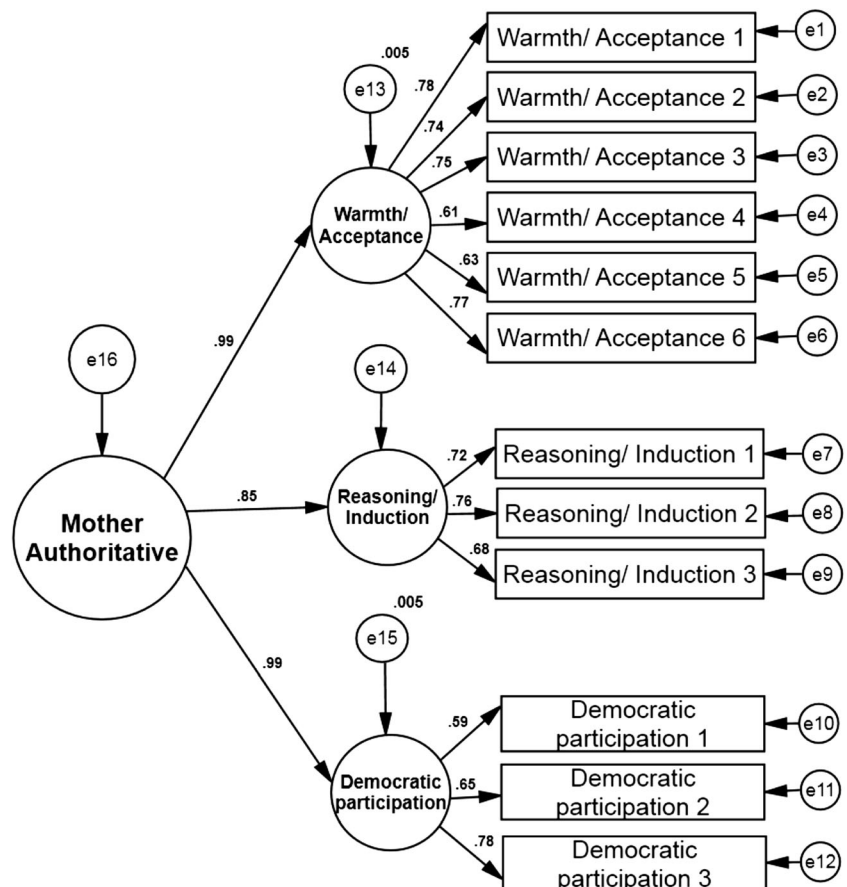 .005
e13
.78
.74
.75
.61
.63
.77
Warmth/ Acceptance 1
e1
Warmth/ Acceptance 2
e2
Warmth/ Acceptance 3
e3
Warmth/ Acceptance 4
e4
Warmth/ Acceptance 5
e5
Warmth/ Acceptance 6
e6
Warmth/
Acceptance
.99
e16
Mother
Authoritative
.85
e14
Reasoning/
Induction
.72
.76
.68
Reasoning/ Induction 1
e7
Reasoning/ Induction 2
e8
Reasoning/ Induction 3
e9
.99
.005
e15
Democratic
participation
.59
.65
.78
Democratic
participation 1
e10
Democratic
participation 2
e11
Democratic
participation 3
e12